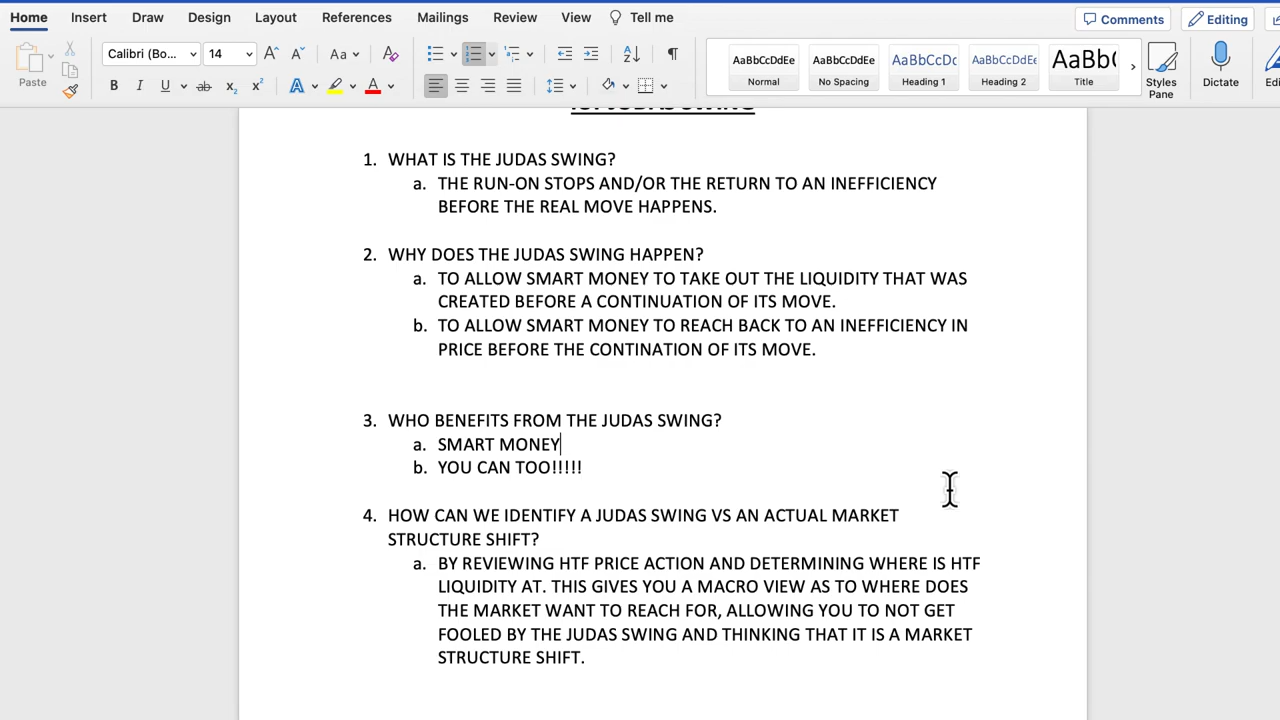 Home Insert Draw Design Layout References Mailings Review View Tell me Comments Editing
Paste Calibri (Bo... 14 Aa AaBbCcDdEe AaBbCcDdEe AaBbCcDc AaBbCcDdEe AaBb(
Normal No Spacing Heading 1 Heading 2 Title Styles Pane Dictate
1. WHAT IS THE JUDAS SWING?
a. THE RUN-ON STOPS AND/OR THE RETURN TO AN INEFFICIENCY
BEFORE THE REAL MOVE HAPPENS.
2. WHY DOES THE JUDAS SWING HAPPEN?
a. TO ALLOW SMART MONEY TO TAKE OUT THE LIQUIDITY THAT WAS
CREATED BEFORE A CONTINUATION OF ITS MOVE.
b. TO ALLOW SMART MONEY TO REACH BACK TO AN INEFFICIENCY IN
PRICE BEFORE THE CONTINATION OF ITS MOVE.
3. WHO BENEFITS FROM THE JUDAS SWING?
a. SMART MONEY
b. YOU CAN TOO!!!!!
4. HOW CAN WE IDENTIFY A JUDAS SWING VS AN ACTUAL MARKET
STRUCTURE SHIFT?
a. BY REVIEWING HTF PRICE ACTION AND DETERMINING WHERE IS HTF
LIQUIDITY AT. THIS GIVES YOU A MACRO VIEW AS TO WHERE DOES
THE MARKET WANT TO REACH FOR, ALLOWING YOU TO NOT GET
FOOLED BY THE JUDAS SWING AND THINKING THAT IT IS A MARKET
STRUCTURE SHIFT.